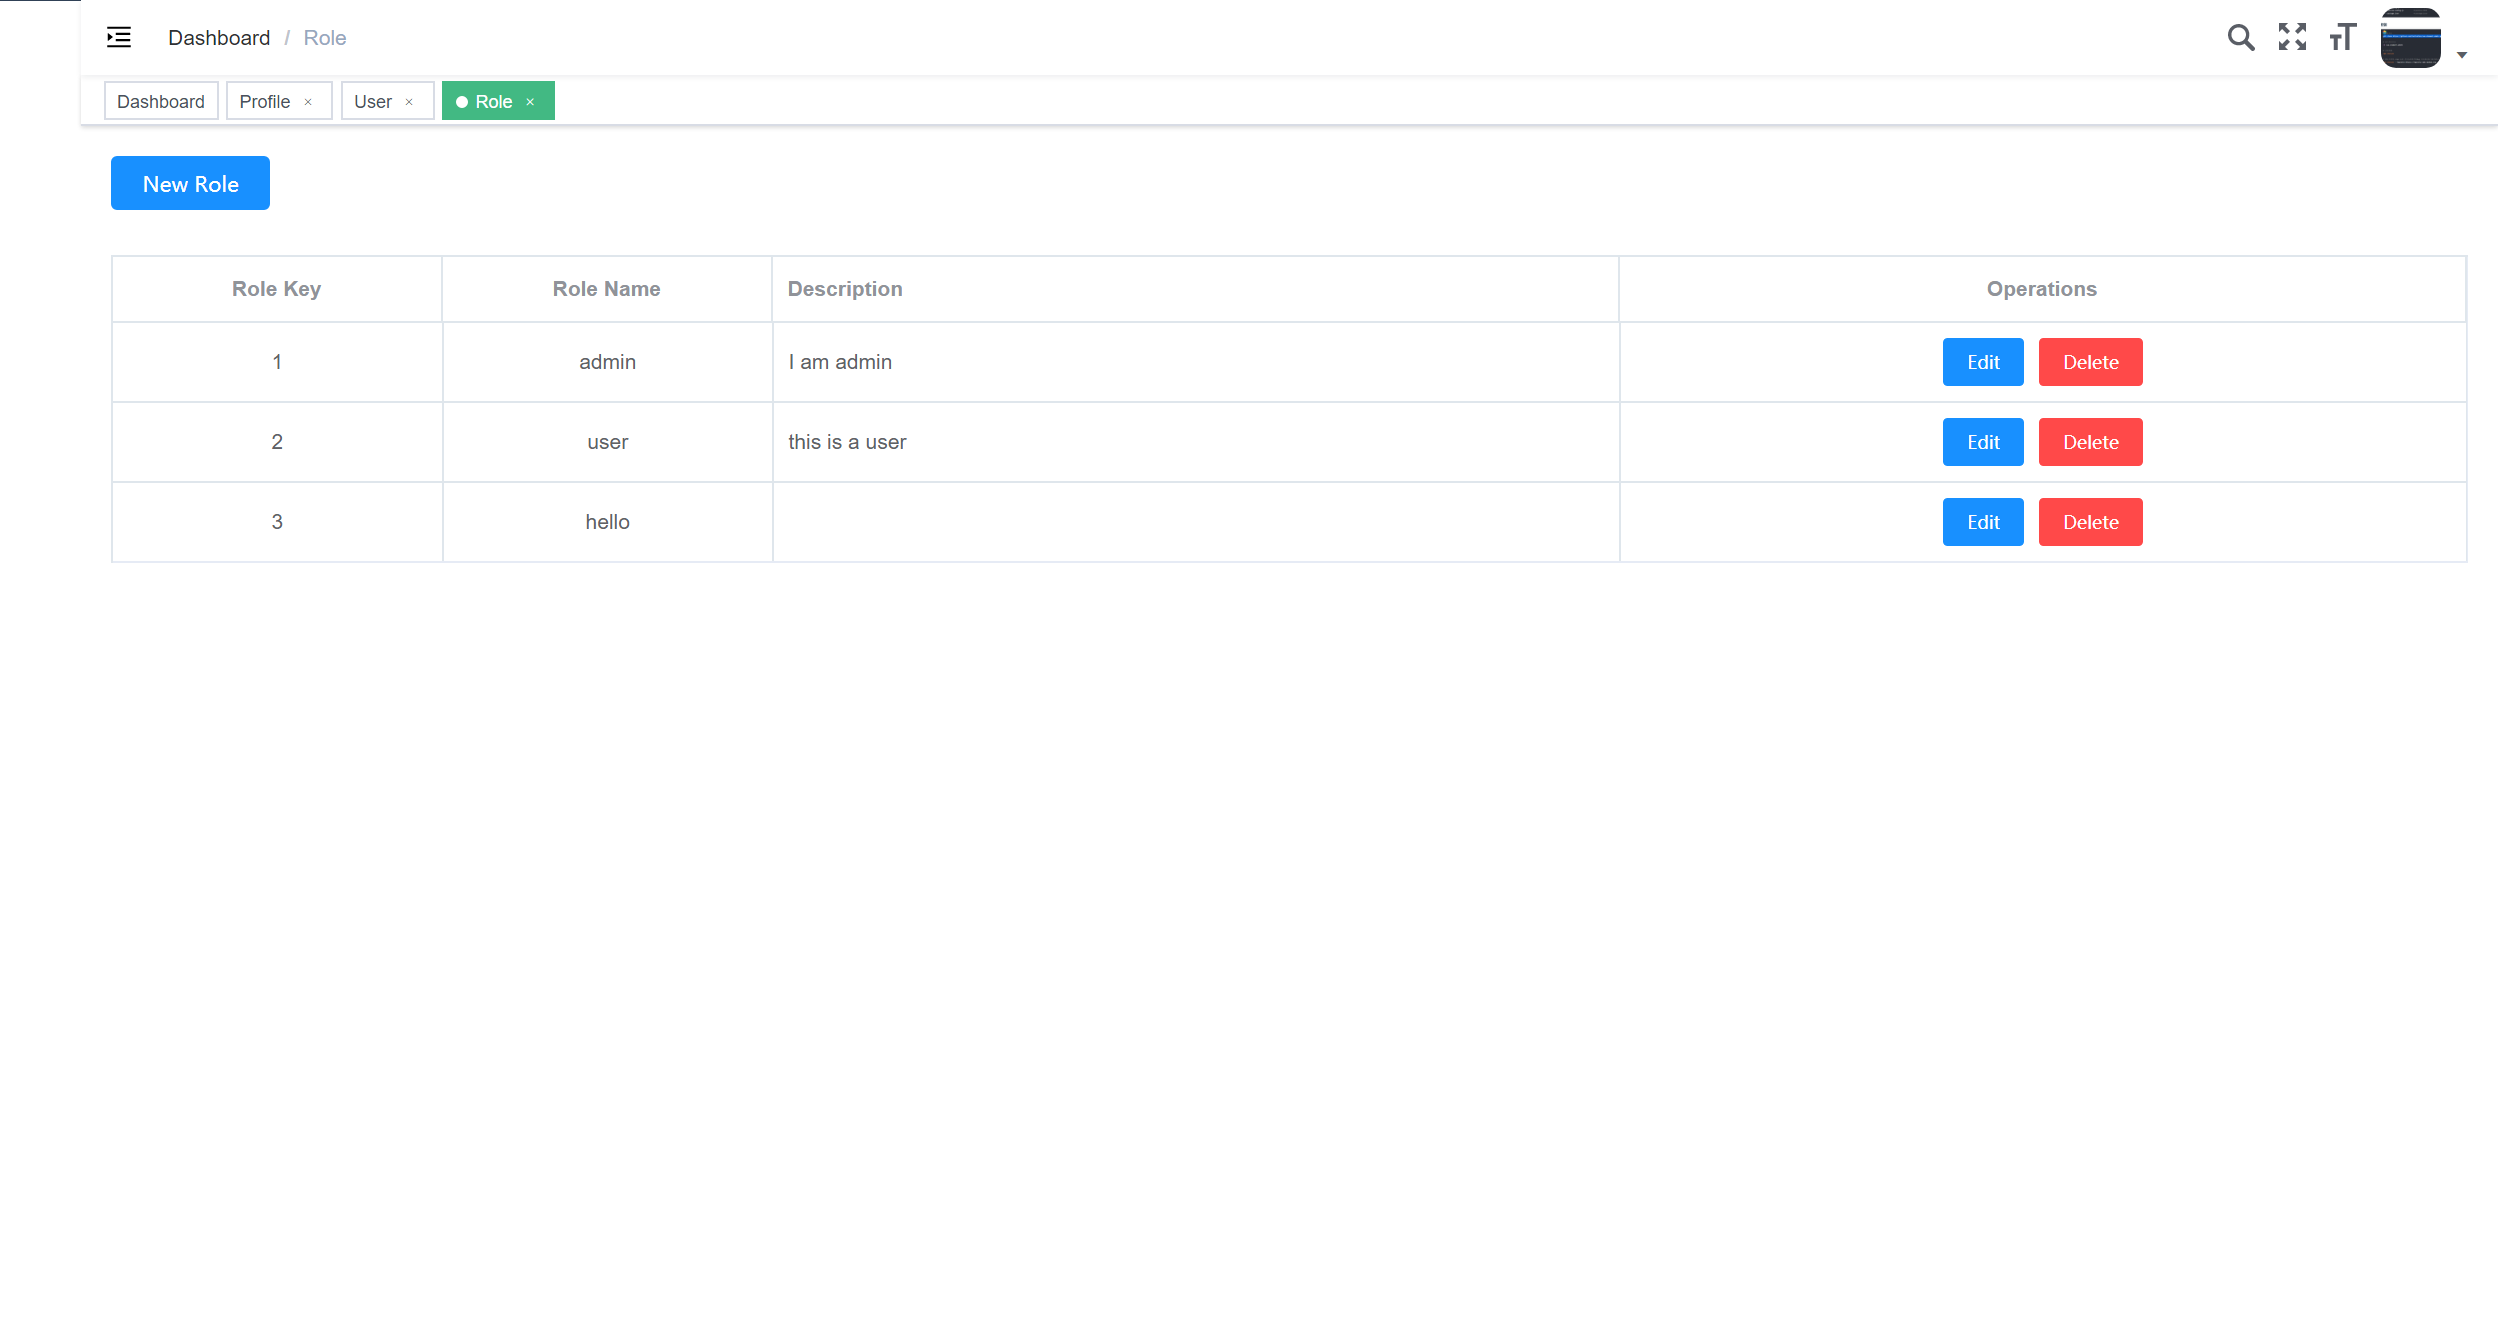 Dashboard / Role
Dashboard Profile × User × Role ×
New Role
Role Key Role Name Description Operations
1 admin I am admin Edit Delete
2 user this is a user Edit Delete
3 hello Edit Delete